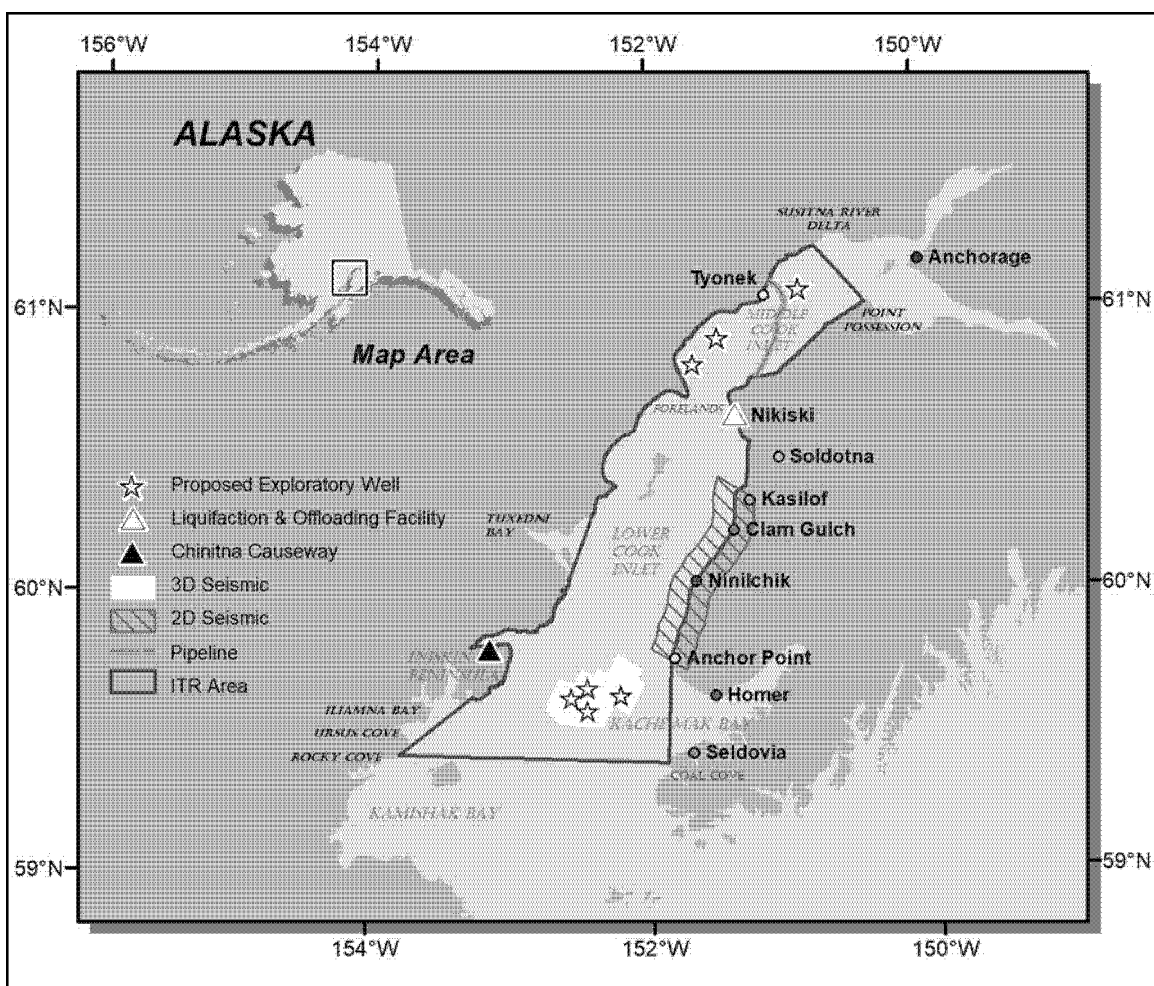 156°W 154°W 152°W 150°W
ALASKA
SUSITNA RIVER
DELTA
Anchorage
Tyonek
61°N
61°N
MIDDLE
COOK
INLET
POINT
POSSESSION
Map Area
FORELANDS
Nikiski
Soldotna
Proposed Exploratory Well
Kasilof
Liquifaction & Offloading Facility
TUXEDNI
BAY
LOWER
COOK
INLET
Clam Gulch
Chinitna Causeway
60°N
Ninilchik
60°N
3D Seismic
2D Seismic
Pipeline
INISKIN
PENINSULA
Anchor Point
ITR Area
Homer
ILIAMNA BAY
KACHEMAK BAY
URSUS COVE
ROCKY COVE
Seldovia
COAL COVE
KAMISHAK BAY
59°N
59°N
154°W 152°W 150°W